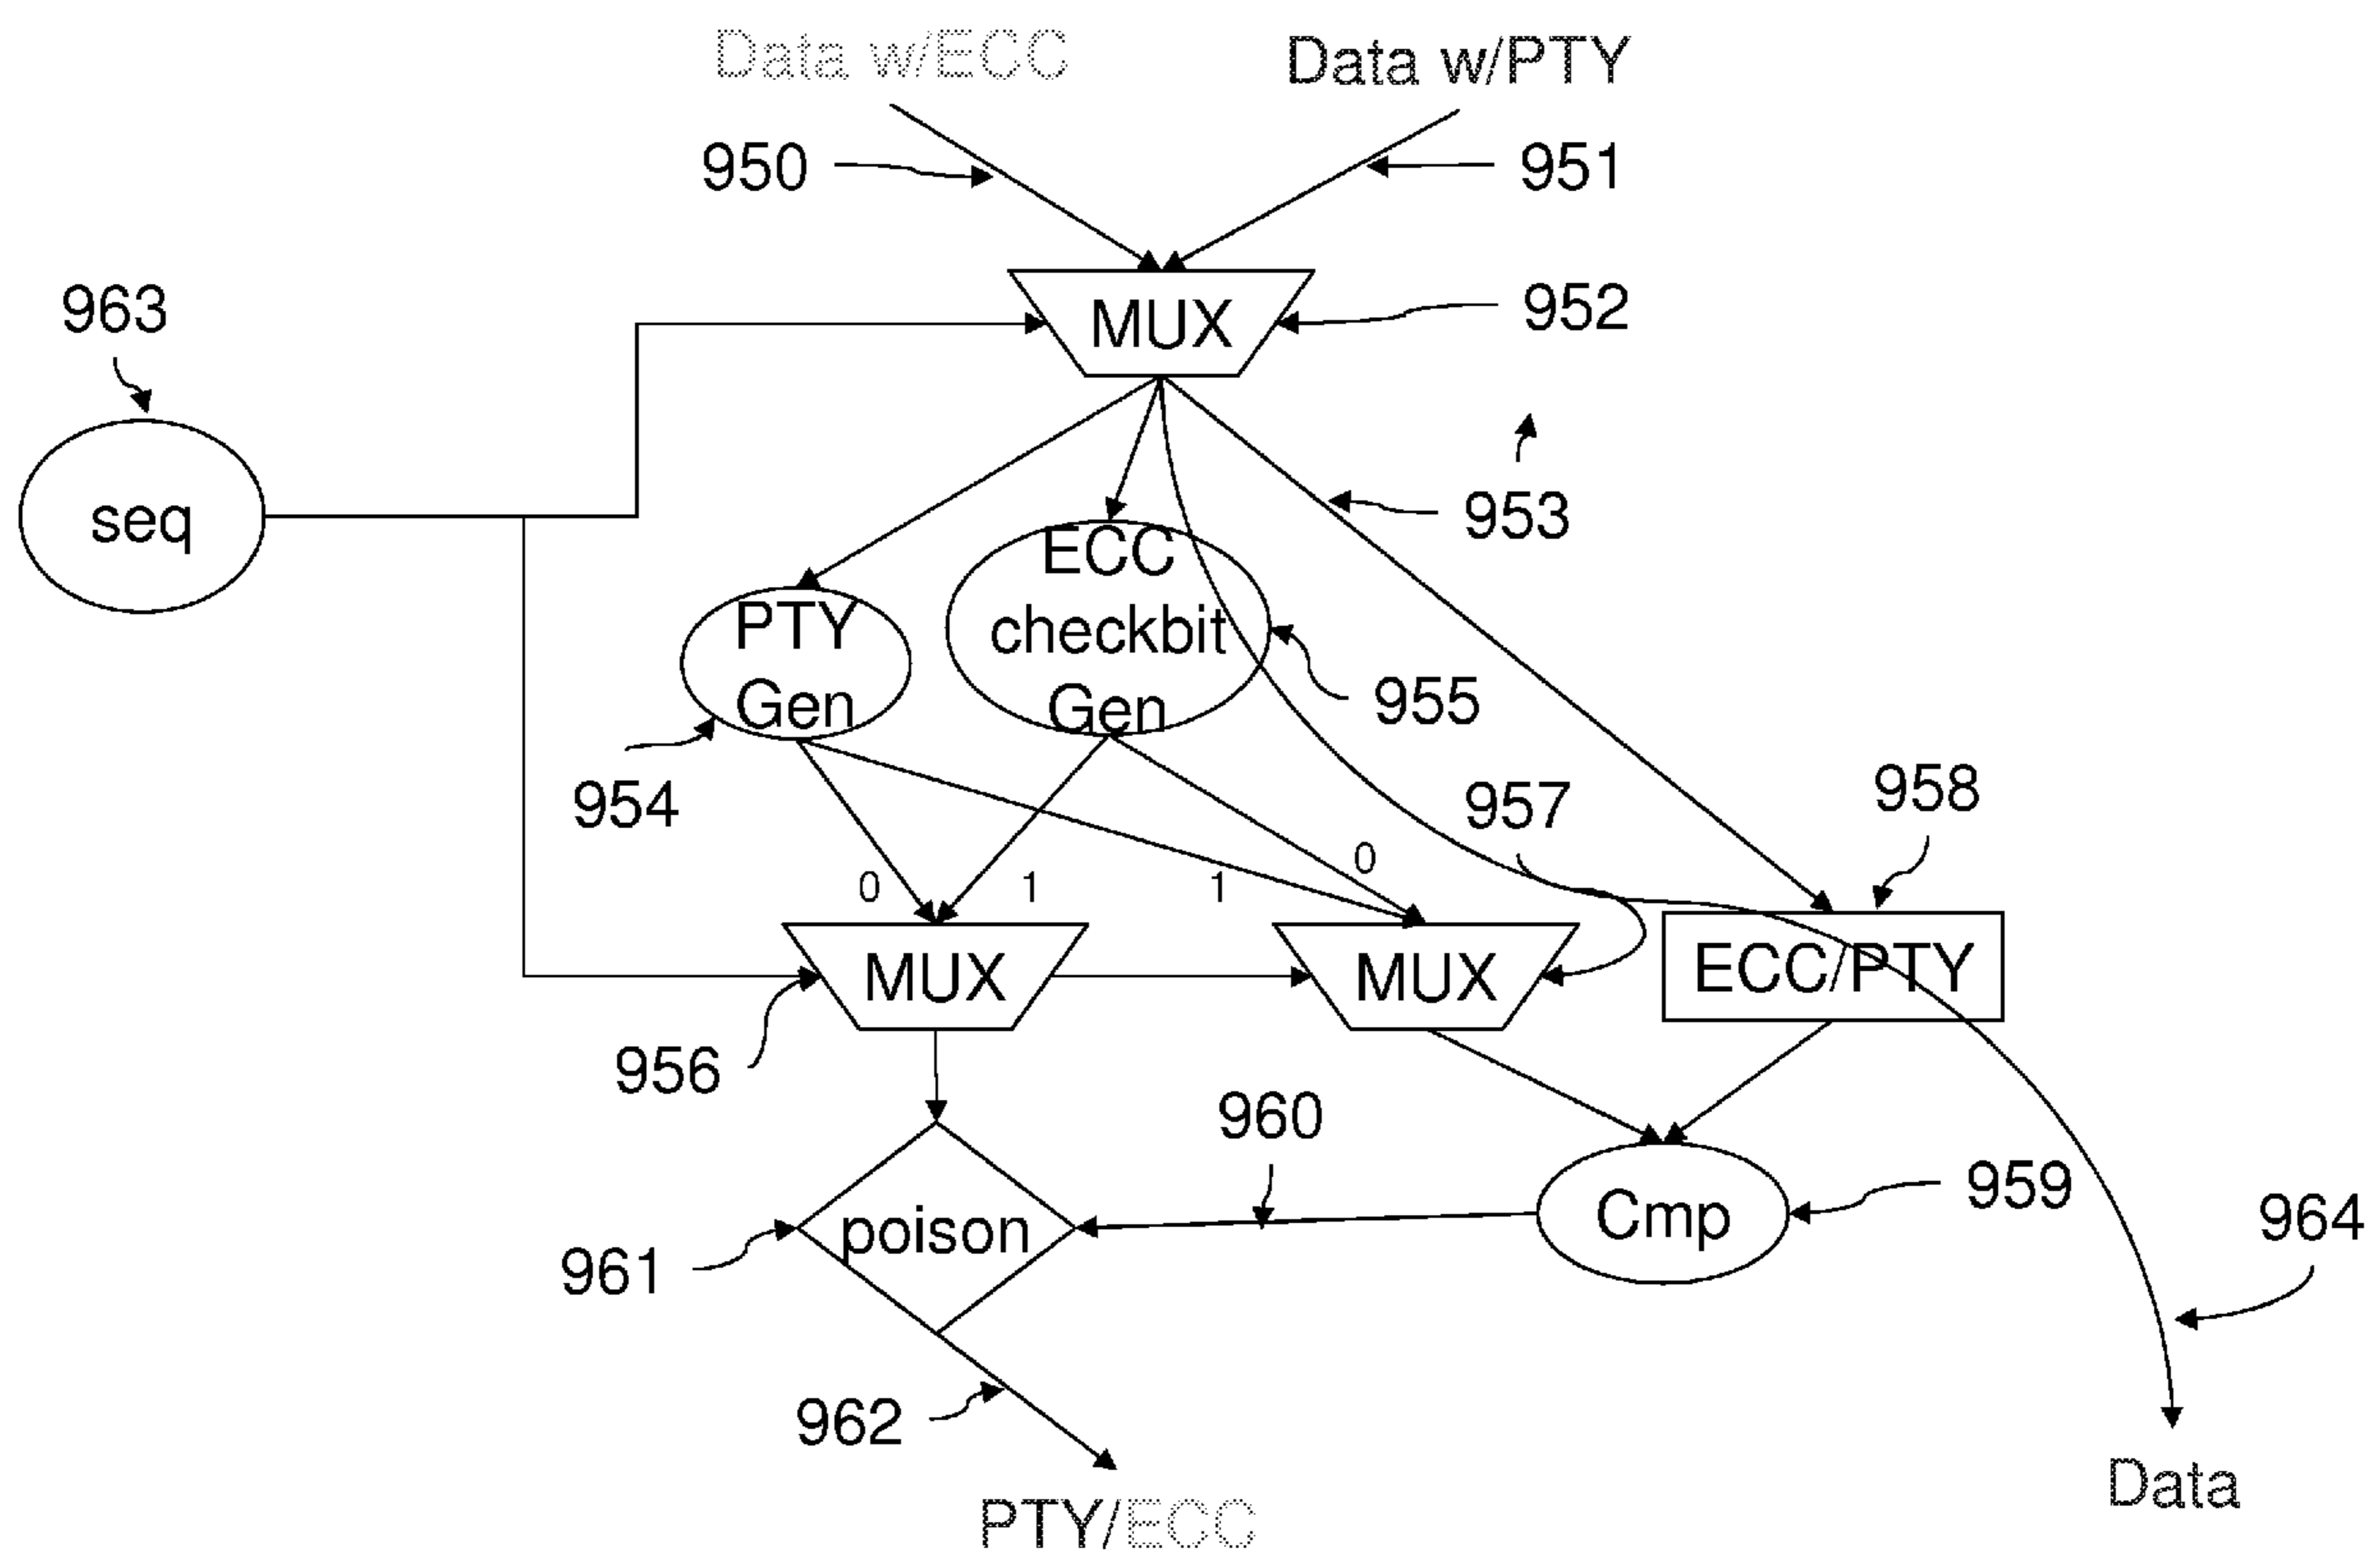 Data w/ECC
Data w/PTY
950
951
963
MUX
952
seq
953
ECC
checkbit
Gen
PTY
Gen
955
954
957
958
0
1
1
0
MUX
MUX
ECC/PTY
956
960
959
poison
Cmp
964
961
962
Data
PTY/ECC